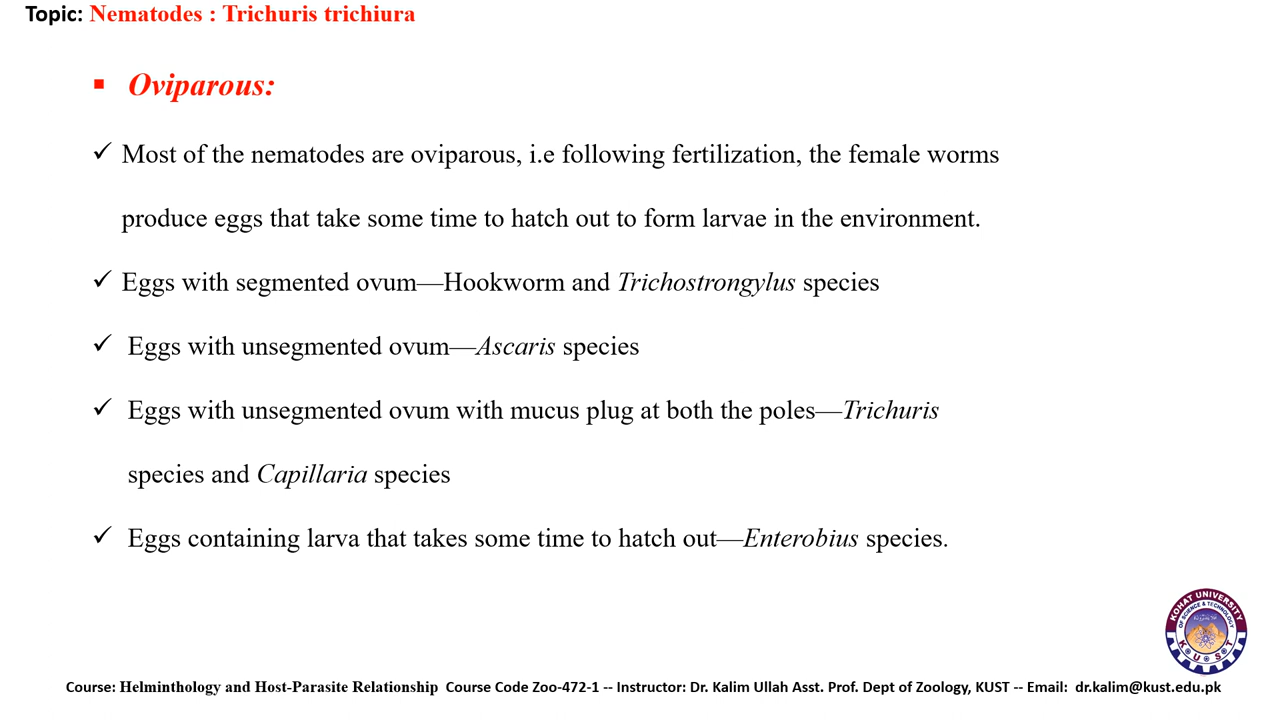 Topic: Nematodes : Trichuris trichiura
▪ Oviparous:
✓ Most of the nematodes are oviparous, i.e following fertilization, the female worms
produce eggs that take some time to hatch out to form larvae in the environment.
✓ Eggs with segmented ovum—Hookworm and Trichostrongylus species
✓ Eggs with unsegmented ovum—Ascaris species
✓ Eggs with unsegmented ovum with mucus plug at both the poles—Trichuris
species and Capillaria species
✓ Eggs containing larva that takes some time to hatch out—Enterobius species.
KOHAT UNIVERSITY
OF SCIENCE & TECHNOLOGY
K U S T
Course: Helminthology and Host-Parasite Relationship Course Code Zoo-472-1 -- Instructor: Dr. Kalim Ullah Asst. Prof. Dept of Zoology, KUST -- Email: dr.kalim@kust.edu.pk